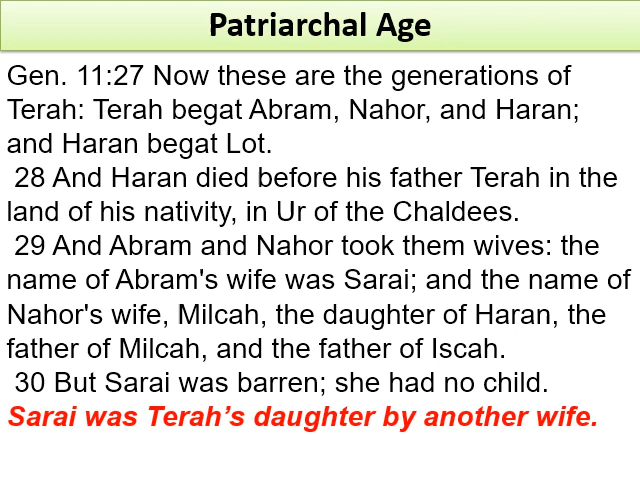 Patriarchal Age
Gen. 11:27 Now these are the generations of
Terah: Terah begat Abram, Nahor, and Haran;
and Haran begat Lot.
28 And Haran died before his father Terah in the
land of his nativity, in Ur of the Chaldees.
29 And Abram and Nahor took them wives: the
name of Abram's wife was Sarai; and the name of
Nahor's wife, Milcah, the daughter of Haran, the
father of Milcah, and the father of Iscah.
30 But Sarai was barren; she had no child.
Sarai was Terah’s daughter by another wife.